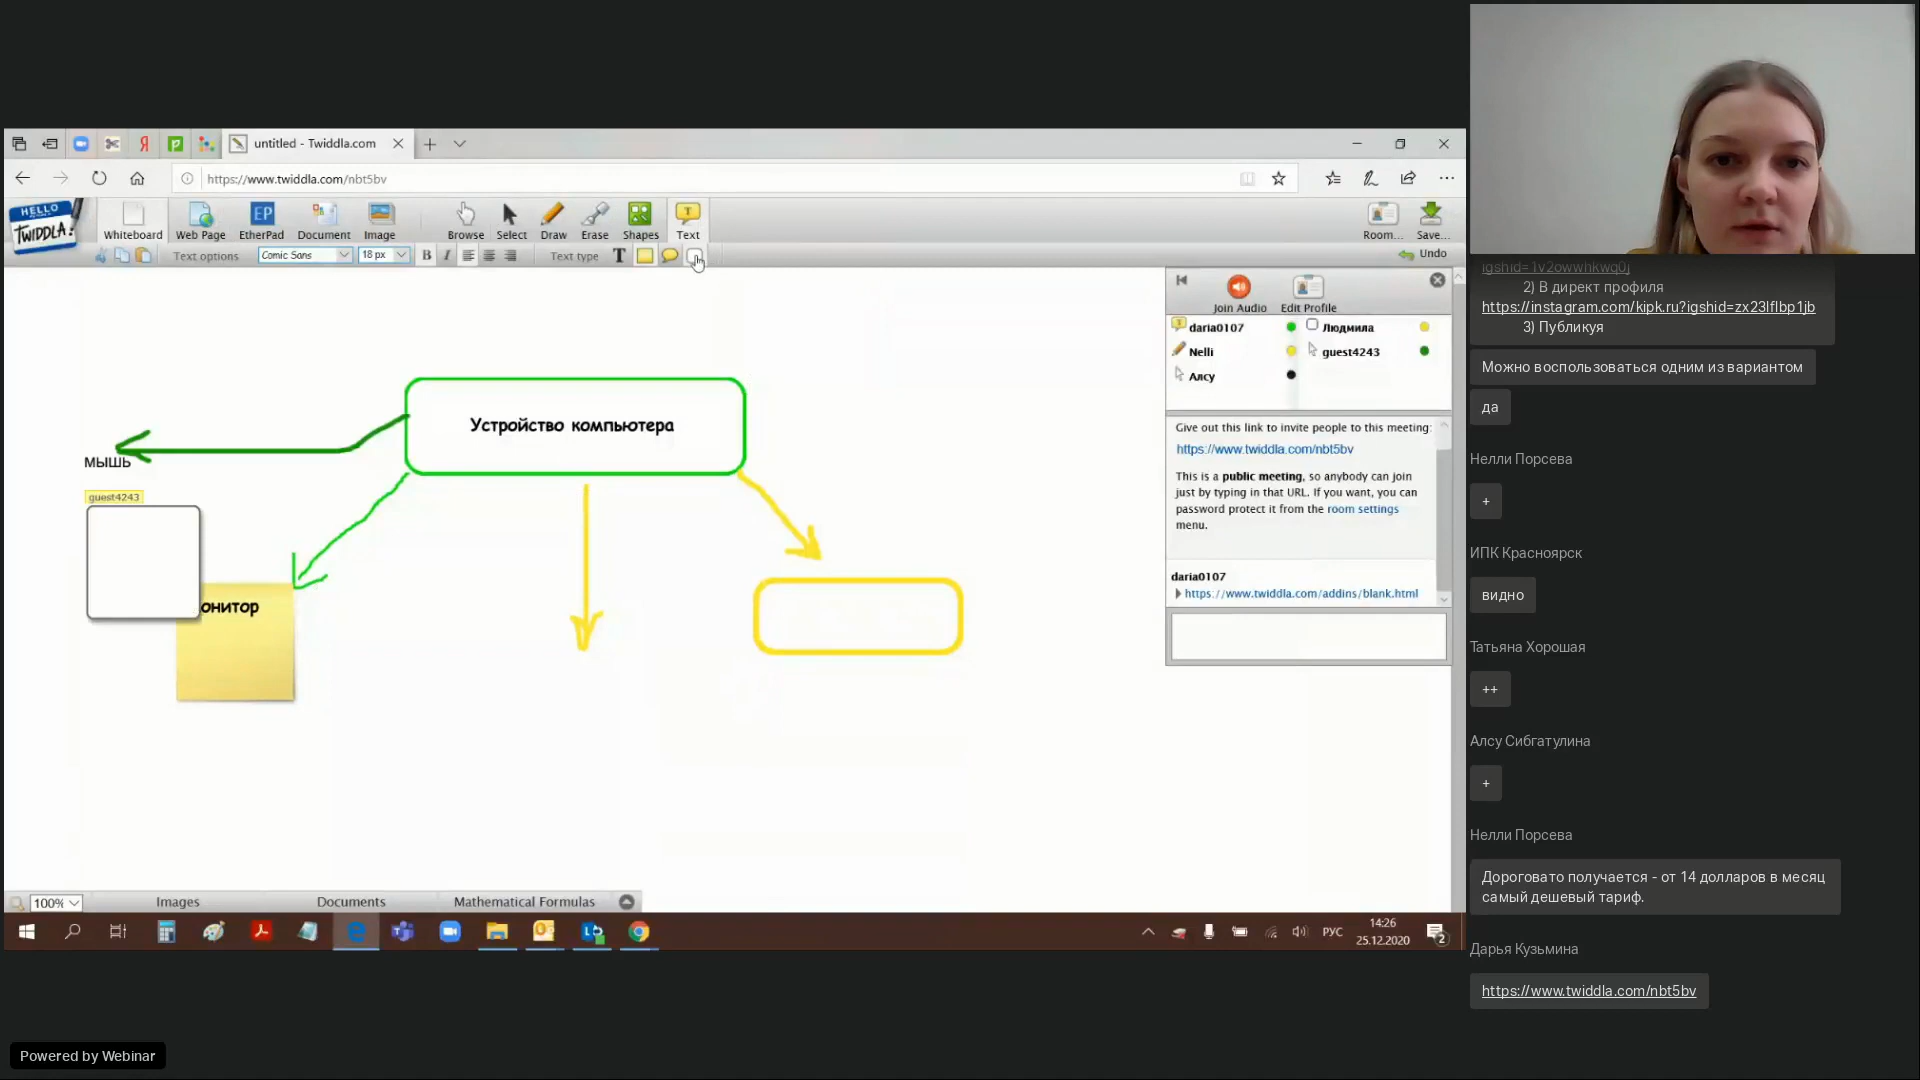 untitled - Twiddla.com
https://www.twiddla.com/nbt5bv
HELLO
TWIDDLA!
Whiteboard
Web Page
EP
EtherPad
Document
Image
Browse
Select
Draw
Erase
Shapes
Text
Room...
Save...
Text options
Comic Sans
18 px
B
I
Text type
T
Undo
Join Audio
Edit Profile
daria0107
Людмила
Nelli
guest4243
Алсу
Give out this link to invite people to this meeting:
https://www.twiddla.com/nbt5bv
This is a public meeting, so anybody can join
just by typing in that URL. If you want, you can
password protect it from the room settings
menu.
daria0107
https://www.twiddla.com/addins/blank.html
Устройство компьютера
мышь
guest4243
онитор
100%
Images
Documents
Mathematical Formulas
РУС
14:26
25.12.2020
2
Powered by Webinar
igshid=1v2owwhkwq0j
2) В директ профиля
https://instagram.com/kipk.ru?igshid=zx23lflbp1jb
3) Публикуя
Можно воспользоваться одним из вариантом
да
Нелли Порсева
+
ИПК Красноярск
видно
Татьяна Хорошая
++
Алсу Сибгатулина
+
Нелли Порсева
Дороговато получается - от 14 долларов в месяц
самый дешевый тариф.
Дарья Кузьмина
https://www.twiddla.com/nbt5bv